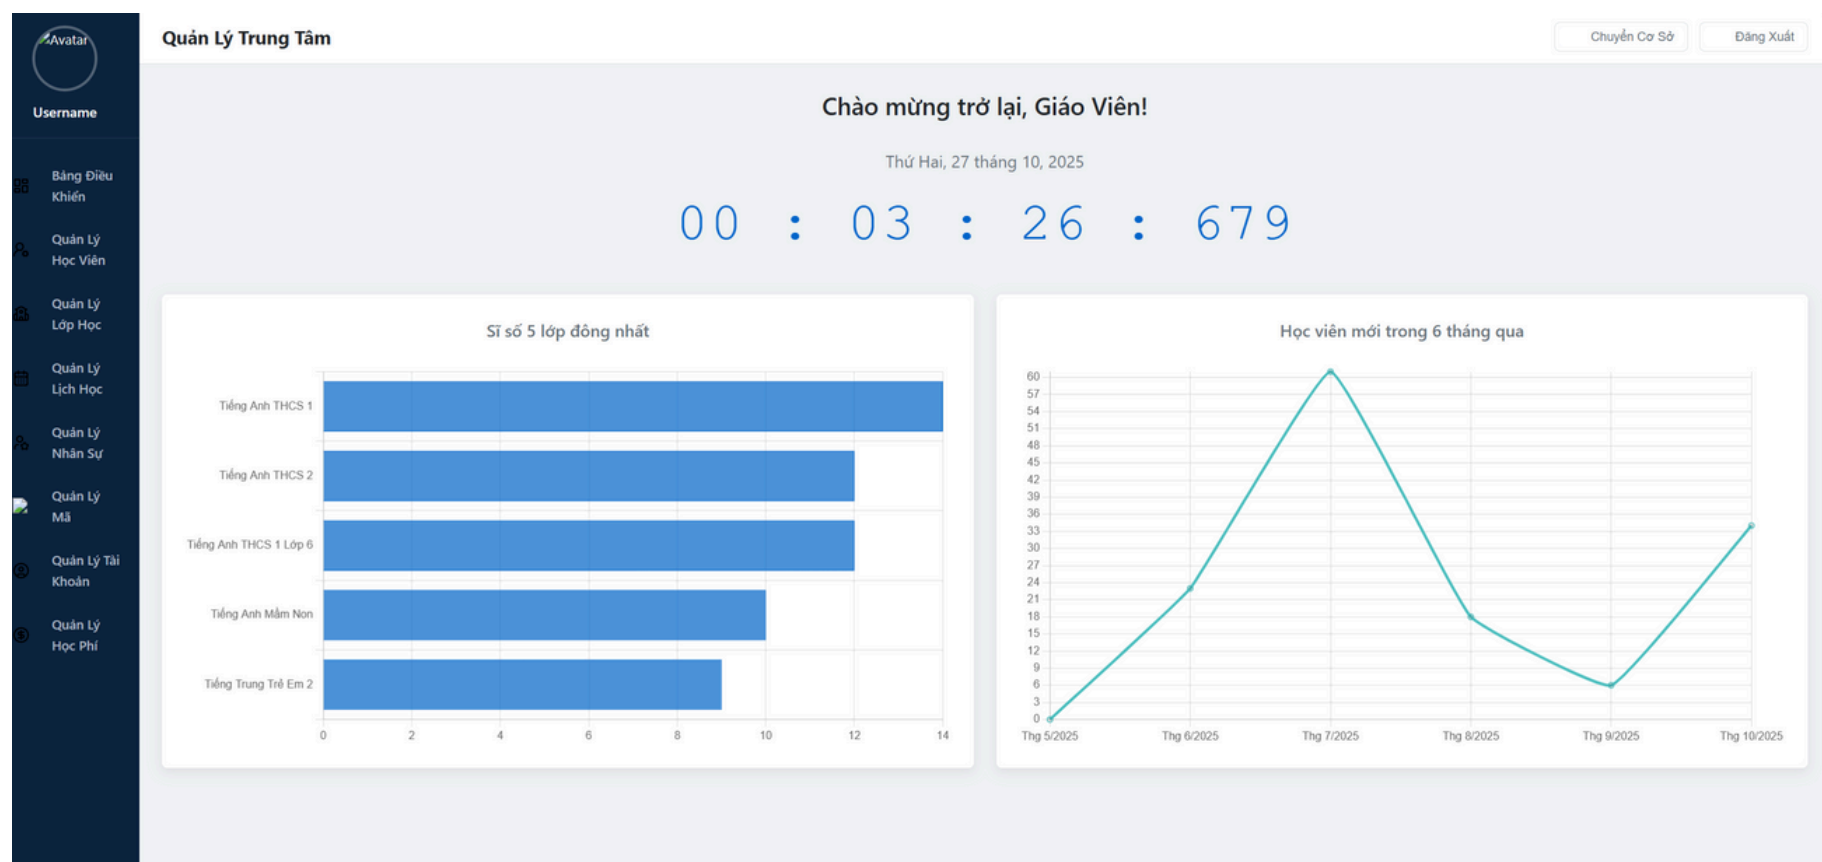 Avatar
Username
Bảng Điều
Khiển
Quản Lý
Học Viên
Quản Lý
Lớp Học
Quản Lý
Lịch Học
Quản Lý
Nhân Sự
Quản Lý
Mã
Quản Lý Tài
Khoản
Quản Lý
Học Phí
Quản Lý Trung Tâm
Chuyển Cơ Sở
Đăng Xuất
Chào mừng trở lại, Giáo Viên!
Thứ Hai, 27 tháng 10, 2025
00 : 03 : 26 : 679
Sĩ số 5 lớp đông nhất
Tiếng Anh THCS 1
Tiếng Anh THCS 2
Tiếng Anh THCS 1 Lớp 6
Tiếng Anh Mầm Non
Tiếng Trung Trẻ Em 2
0 2 4 6 8 10 12 14
Học viên mới trong 6 tháng qua
60
57
54
51
48
45
42
39
36
33
30
27
24
21
18
15
12
9
6
3
0
Thg 5/2025 Thg 6/2025 Thg 7/2025 Thg 8/2025 Thg 9/2025 Thg 10/2025